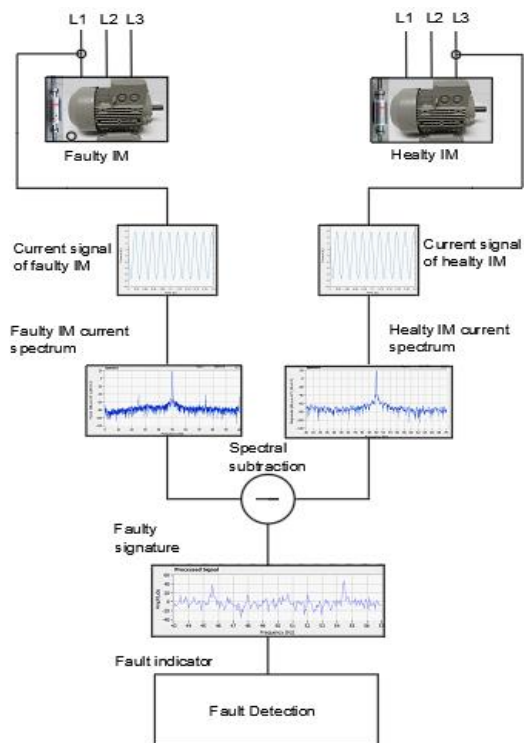 L1 L2 L3
L1 L2 L3
Faulty IM
Healty IM
Current signal
of faulty IM
Current signal
of healty IM
Faulty IM current
spectrum
Healty IM current
spectrum
Spectral
subtraction
Faulty
signature
Processed Signal
Frequency (Hz)
Fault indicator
Fault Detection